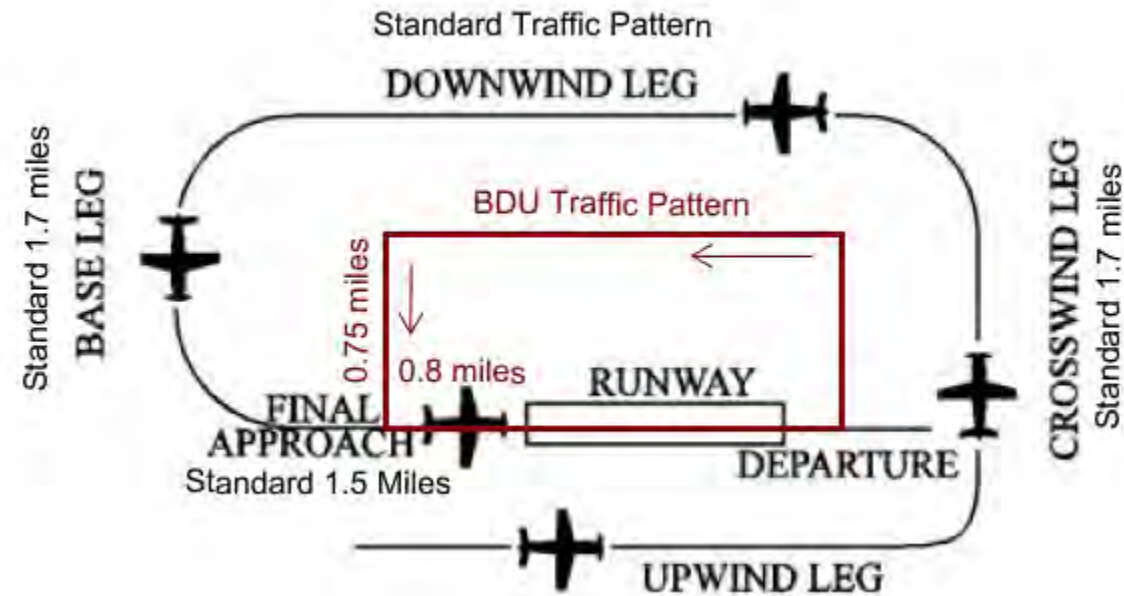 Standard Traffic Pattern
DOWNWIND LEG
Standard 1.7 miles
BASE LEG
BDU Traffic Pattern
0.75 miles
0.8 miles
RUNWAY
CROSSWIND LEG
Standard 1.7 miles
FINAL
APPROACH
Standard 1.5 Miles
DEPARTURE
UPWIND LEG